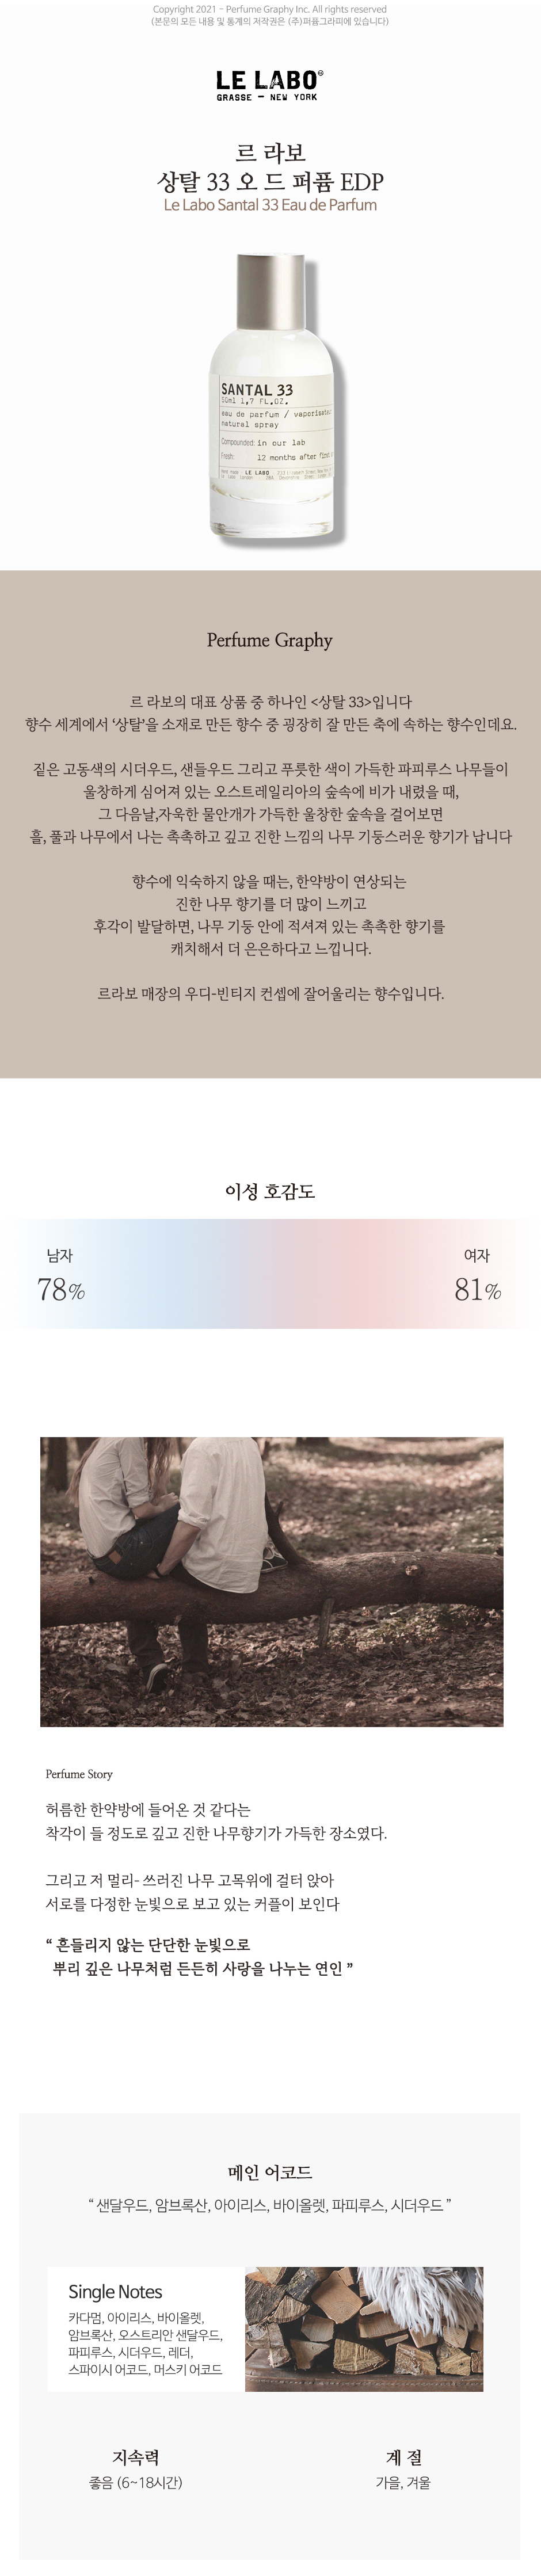 Copyright 2021 - Perfume Graphy Inc. All rights reserved
(본문의 모든 내용 및 통계의 저작권은 (주)퍼퓸그라피에 있습니다)
LE LABO
GRASSE - NEW YORK
르 라보
상탈 33 오 드 퍼퓸 EDP
Le Labo Santal 33 Eau de Parfum
SANTAL 33
50ml 1,7 FL.OZ.
eau de parfum / vaporisateu
natural spray
Compounded: in our lab
Fresh: 12 months after first
LE LABO
Perfume Graphy
르 라보의 대표 상품 중 하나인 <상탈 33>입니다
향수 세계에서 ‘상탈’을 소재로 만든 향수 중 굉장히 잘 만든 축에 속하는 향수인데요.
짙은 고동색의 시더우드, 샌들우드 그리고 푸릇한 색이 가득한 파피루스 나무들이
울창하게 심어져 있는 오스트레일리아의 숲속에 비가 내렸을 때,
그 다음날,자욱한 물안개가 가득한 울창한 숲속을 걸어보면
흘, 풀과 나무에서 나는 촉촉하고 깊고 진한 느낌의 나무 기둥스러운 향기가 납니다
향수에 익숙하지 않을 때는, 한약방이 연상되는
진한 나무 향기를 더 많이 느끼고
후각이 발달하면, 나무 기둥 안에 적셔져 있는 촉촉한 향기를
캐치해서 더 은은하다고 느낍니다.
르라보 매장의 우디-빈티지 컨셉에 잘어울리는 향수입니다.
이성 호감도
남자 여자
78% 81%
Perfume Story
허름한 한약방에 들어온 것 같다는
착각이 들 정도로 깊고 진한 나무향기가 가득한 장소였다.
그리고 저 멀리- 쓰러진 나무 고목위에 걸터 앉아
서로를 다정한 눈빛으로 보고 있는 커플이 보인다
“ 흔들리지 않는 단단한 눈빛으로
뿌리 깊은 나무처럼 든든히 사랑을 나누는 연인 ”
메인 어코드
“ 샌달우드, 암브록산, 아이리스, 바이올렛, 파피루스, 시더우드 ”
Single Notes
카다멈, 아이리스, 바이올렛,
암브록산, 오스트리안 샌달우드,
파피루스, 시더우드, 레더,
스파이시 어코드, 머스키 어코드
지속력 계 절
좋음 (6~18시간) 가을, 겨울